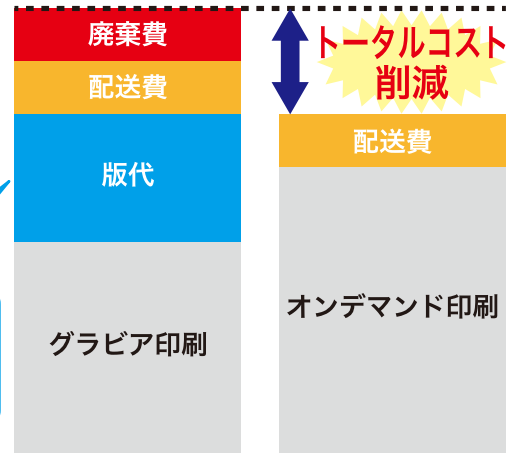 廃棄費
配送費
版代
グラビア印刷
トータルコスト
削減
配送費
オンデマンド印刷